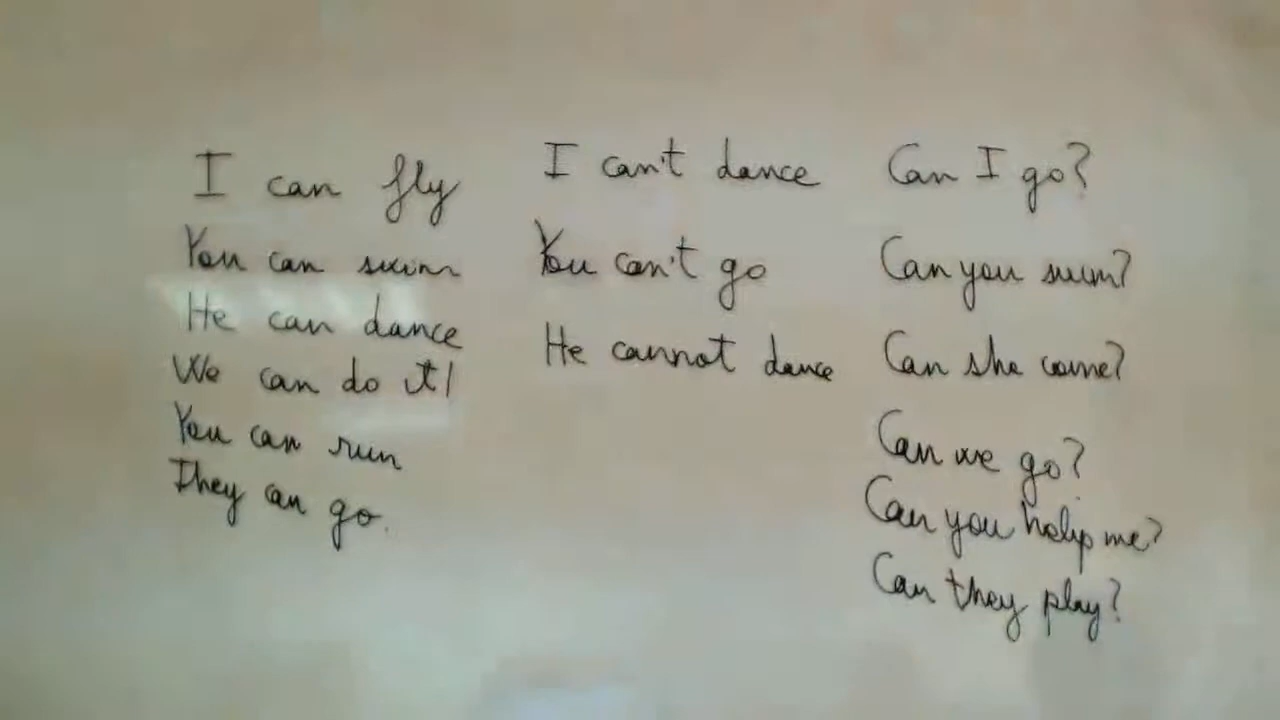 I can fly
You can swim
He can dance
We can do it!
You can run
They can go.
I can't dance
You can't go
He cannot dance
Can I go?
Can you swim?
Can she come?
Can we go?
Can you help me?
Can they play?